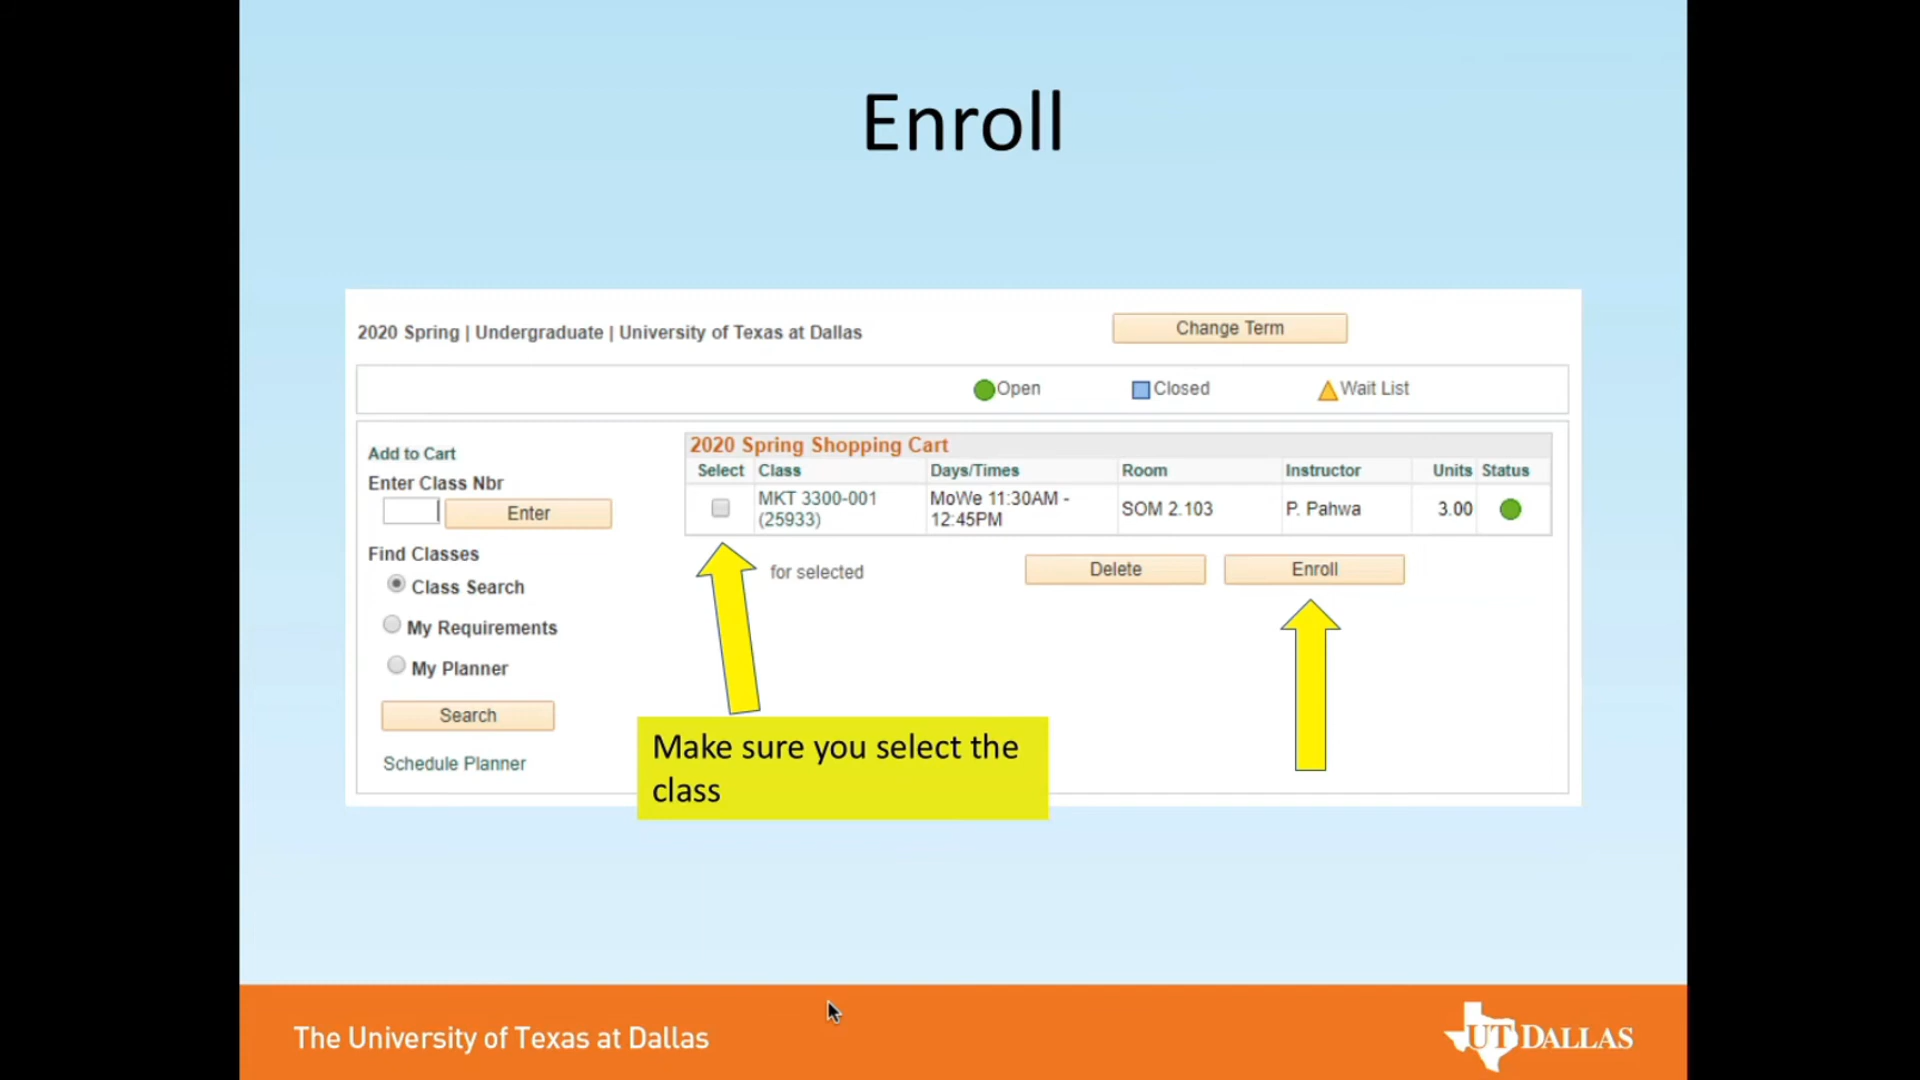 Enroll
2020 Spring | Undergraduate | University of Texas at Dallas
Change Term
Open
Closed
Wait List
Add to Cart
Enter Class Nbr
Enter
Find Classes
Class Search
My Requirements
My Planner
Search
Schedule Planner
2020 Spring Shopping Cart
Select Class Days/Times Room Instructor Units Status
MKT 3300-001 MoWe 11:30AM - SOM 2.103 P. Pahwa 3.00
(25933) 12:45PM
for selected
Delete
Enroll
Make sure you select the
class
The University of Texas at Dallas
UT DALLAS